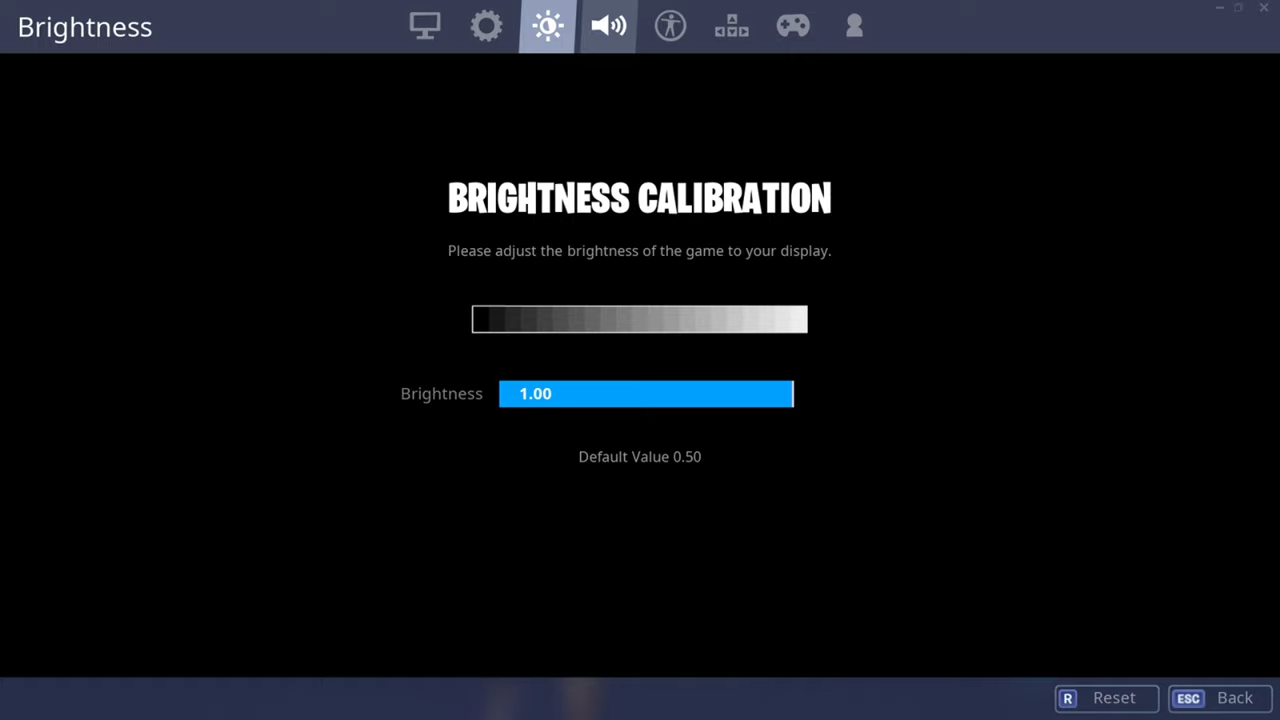 Brightness
BRIGHTNESS CALIBRATION
Please adjust the brightness of the game to your display.
Brightness 1.00
Default Value 0.50
R Reset ESC Back